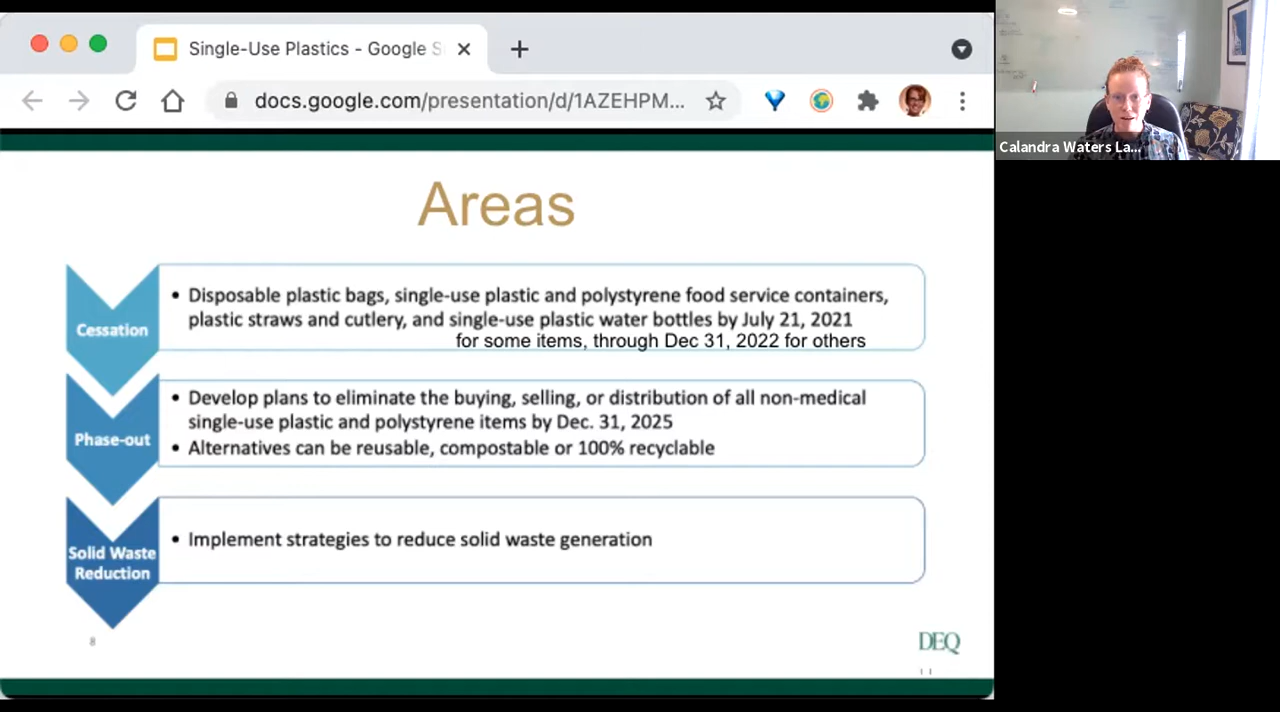 Single-Use Plastics - Google S
docs.google.com/presentation/d/1AZEHPM...
Calandra Waters La...
Areas
Cessation
• Disposable plastic bags, single-use plastic and polystyrene food service containers,
plastic straws and cutlery, and single-use plastic water bottles by July 21, 2021
for some items, through Dec 31, 2022 for others
Phase-out
• Develop plans to eliminate the buying, selling, or distribution of all non-medical
single-use plastic and polystyrene items by Dec. 31, 2025
• Alternatives can be reusable, compostable or 100% recyclable
Solid Waste
Reduction
• Implement strategies to reduce solid waste generation
8
DEQ